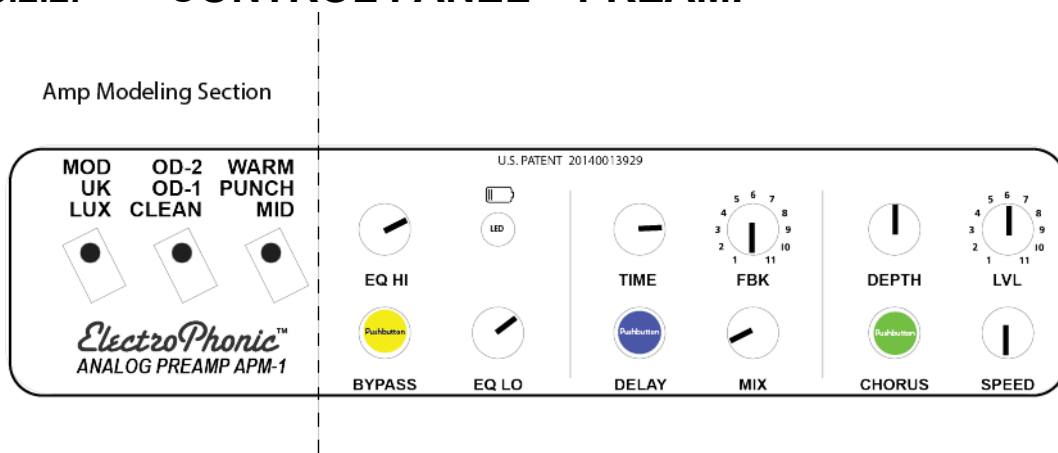 CONTROL PANEL - PREAMP
Amp Modeling Section
U.S. PATENT 20140013929
MOD OD-2 WARM
UK OD-1 PUNCH
LUX CLEAN MID
LED
EQ HI
TIME
1 2 3 4 5 6 7 8 9 10 11
FBK
DEPTH
1 2 3 4 5 6 7 8 9 10 11
LVL
ElectroPhonic™
ANALOG PREAMP APM-1
Pushbutton
BYPASS
EQ LO
Pushbutton
DELAY
MIX
Pushbutton
CHORUS
SPEED